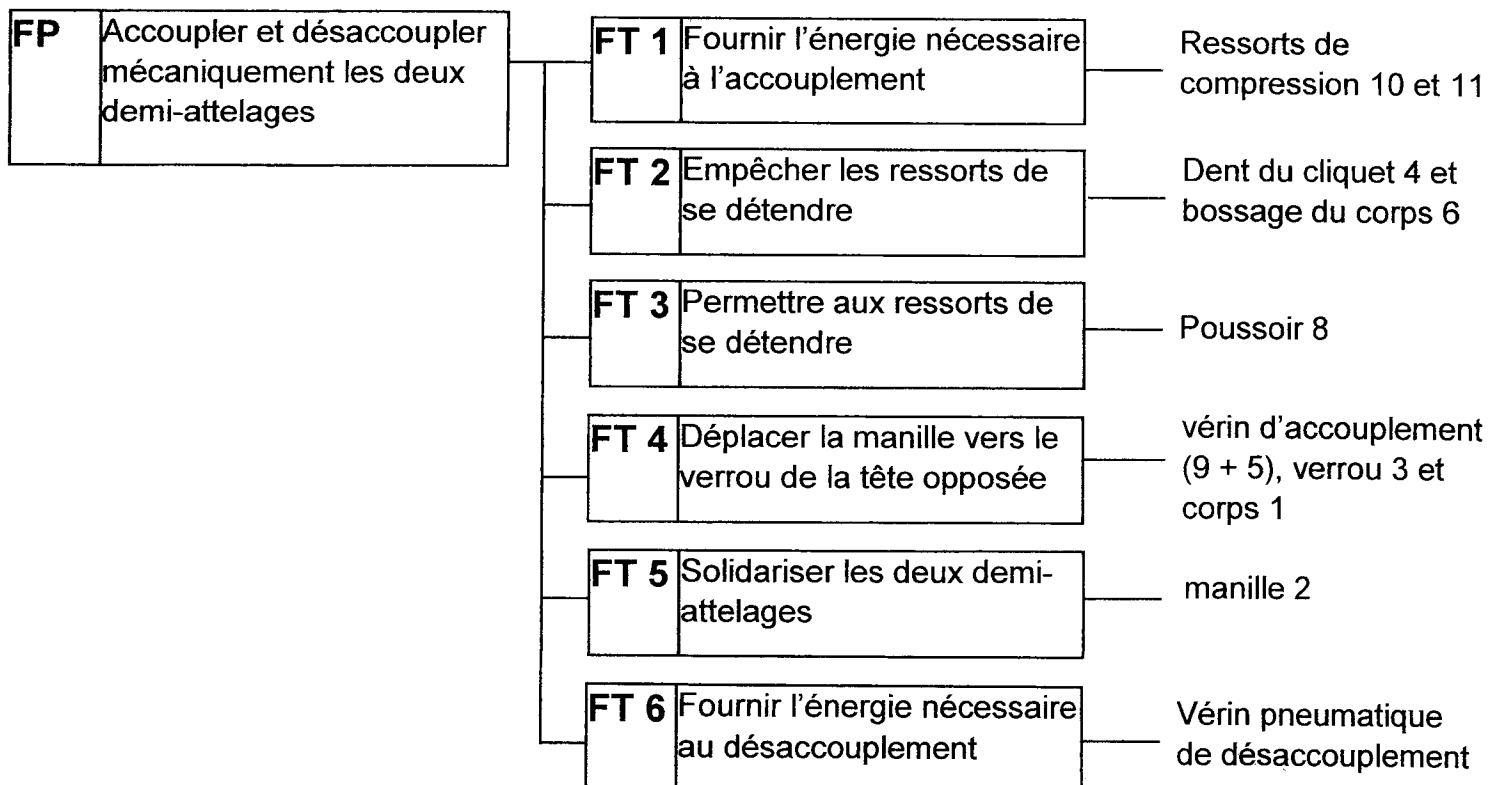 FP Accoupler et désaccoupler
mécaniquement les deux
demi-attelages
FT 1 Fournir l'énergie nécessaire
à l'accouplement
Ressorts de
compression 10 et 11
FT 2 Empêcher les ressorts de
se détendre
Dent du cliquet 4 et
bossage du corps 6
FT 3 Permettre aux ressorts de
se détendre
Poussoir 8
FT 4 Déplacer la manille vers le
verrou de la tête opposée
vérin d'accouplement
(9 + 5), verrou 3 et
corps 1
FT 5 Solidariser les deux demi-
attelages
manille 2
FT 6 Fournir l'énergie nécessaire
au désaccouplement
Vérin pneumatique
de désaccouplement